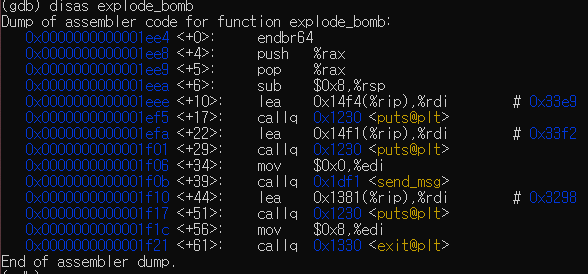 (gdb) disas explode_bomb
Dump of assembler code for function explode_bomb:
0x0000000000001ee4 <+0>: endbr64
0x0000000000001ee8 <+4>: push %rax
0x0000000000001ee9 <+5>: pop %rax
0x0000000000001eea <+6>: sub $0x8,%rsp
0x0000000000001eee <+10>: lea 0x14f4(%rip),%rdi # 0x33e9
0x0000000000001ef5 <+17>: callq 0x1230 <puts@plt>
0x0000000000001efa <+22>: lea 0x14f1(%rip),%rdi # 0x33f2
0x0000000000001f01 <+29>: callq 0x1230 <puts@plt>
0x0000000000001f06 <+34>: mov $0x0,%edi
0x0000000000001f0b <+39>: callq 0x1df1 <send_msg>
0x0000000000001f10 <+44>: lea 0x1381(%rip),%rdi # 0x3298
0x0000000000001f17 <+51>: callq 0x1230 <puts@plt>
0x0000000000001f1c <+56>: mov $0x8,%edi
0x0000000000001f21 <+61>: callq 0x1330 <exit@plt>
End of assembler dump.